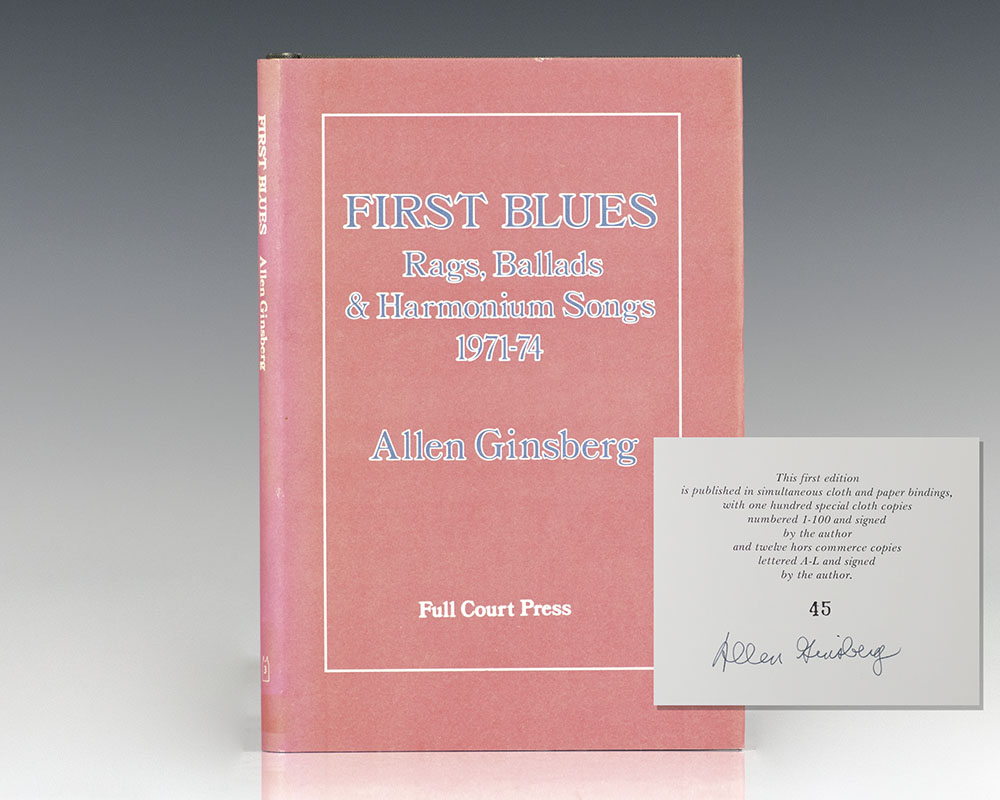 FIRST BLUES Allen Ginsberg
FIRST BLUES
Rags, Ballads
& Harmonium Songs
1971-74
Allen Ginsberg
Full Court Press
This first edition
is published in simultaneous cloth and paper bindings,
with one hundred special cloth copies
numbered 1-100 and signed
by the author
and twelve hors commerce copies
lettered A-L and signed
by the author.
45
Allen Ginsberg